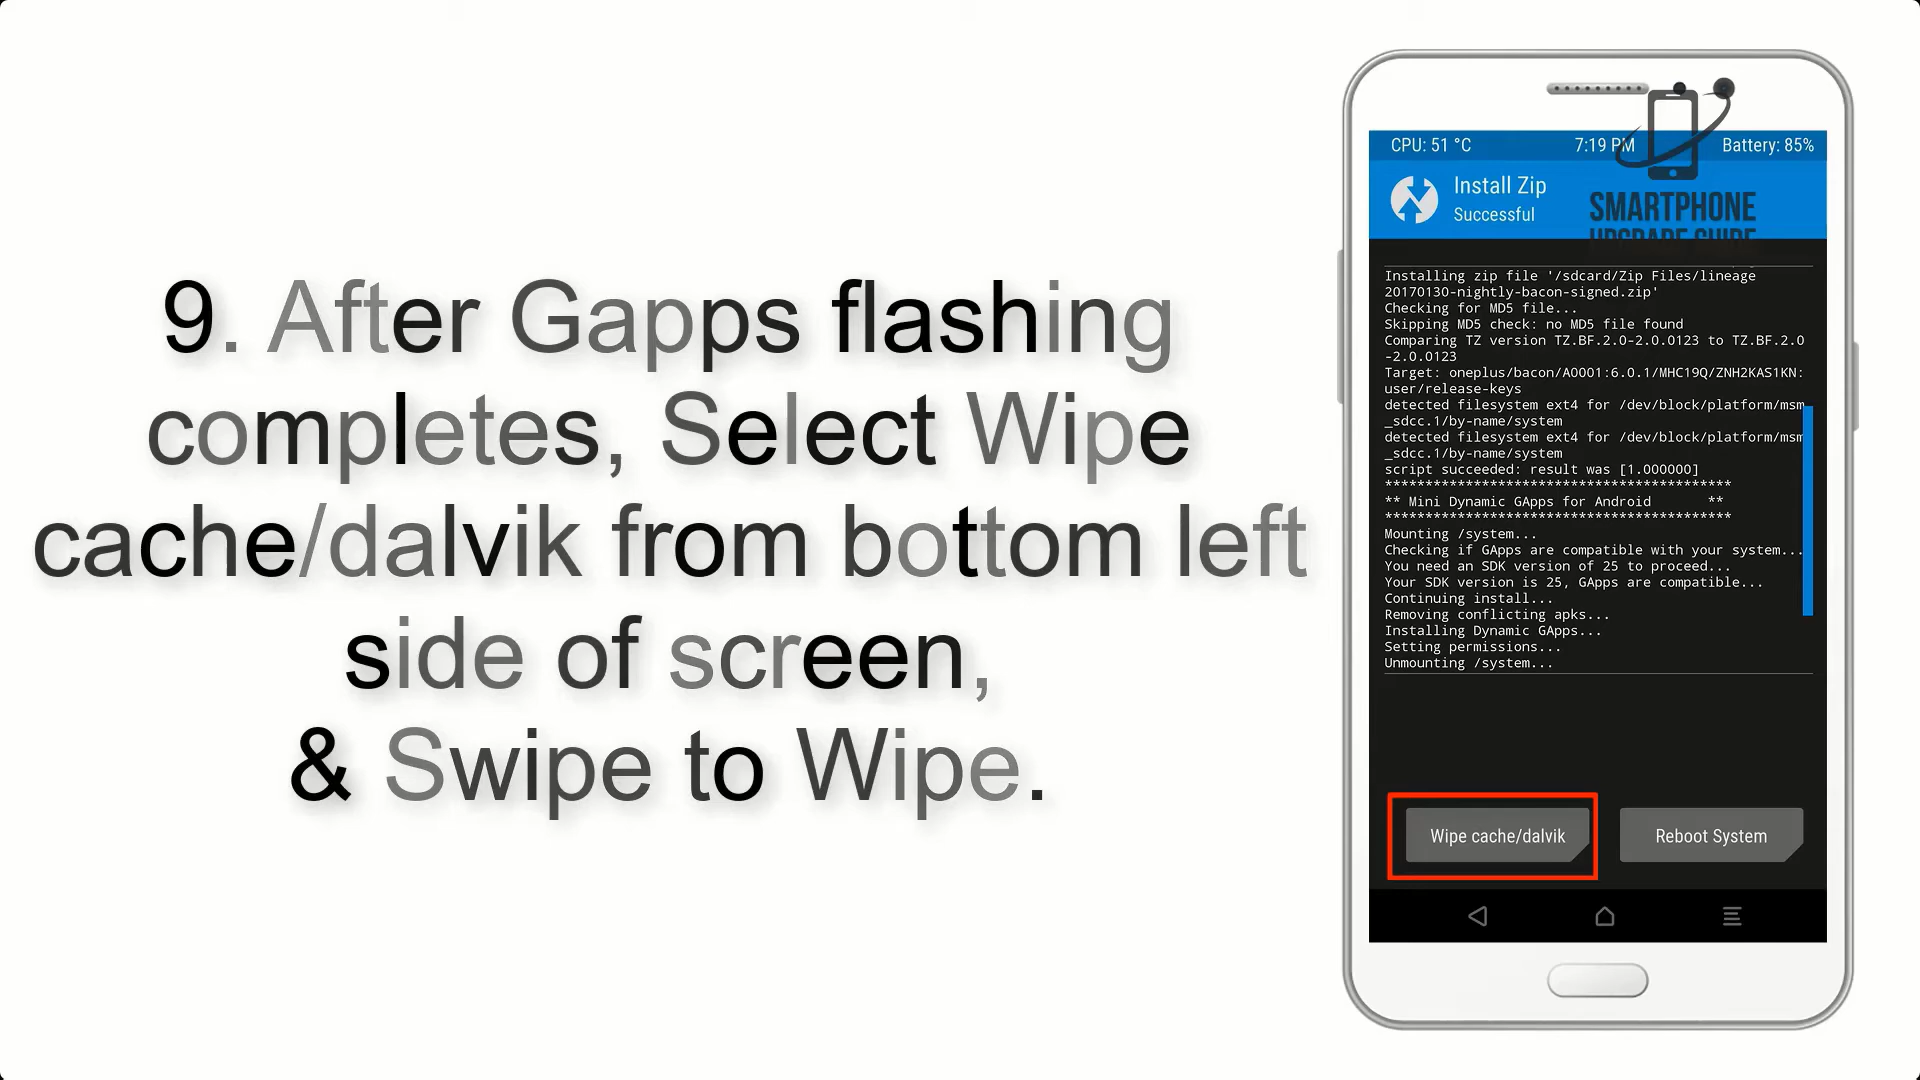 9. After Gapps flashing
completes, Select Wipe
cache/dalvik from bottom left
side of screen,
& Swipe to Wipe.
CPU: 51 °C 7:19 PM Battery: 85%
Install Zip
Successful
SMARTPHONE
UPGRADE GUIDE
Installing zip file '/sdcard/Zip Files/lineage
20170130-nightly-bacon-signed.zip'
Checking for MD5 file...
Skipping MD5 check: no MD5 file found
Comparing TZ version TZ.BF.2.0-2.0.0123 to TZ.BF.2.0
-2.0.0123
Target: oneplus/bacon/A0001:6.0.1/MHC19Q/ZNH2KAS1KN:
user/release-keys
detected filesystem ext4 for /dev/block/platform/msm
_sdcc.1/by-name/system
detected filesystem ext4 for /dev/block/platform/msm
_sdcc.1/by-name/system
script succeeded: result was [1.000000]
*******************************************
** Mini Dynamic GApps for Android **
*******************************************
Mounting /system...
Checking if GApps are compatible with your system...
You need an SDK version of 25 to proceed...
Your SDK version is 25, GApps are compatible...
Continuing install...
Removing conflicting apks...
Installing Dynamic GApps...
Setting permissions...
Unmounting /system...
Wipe cache/dalvik Reboot System